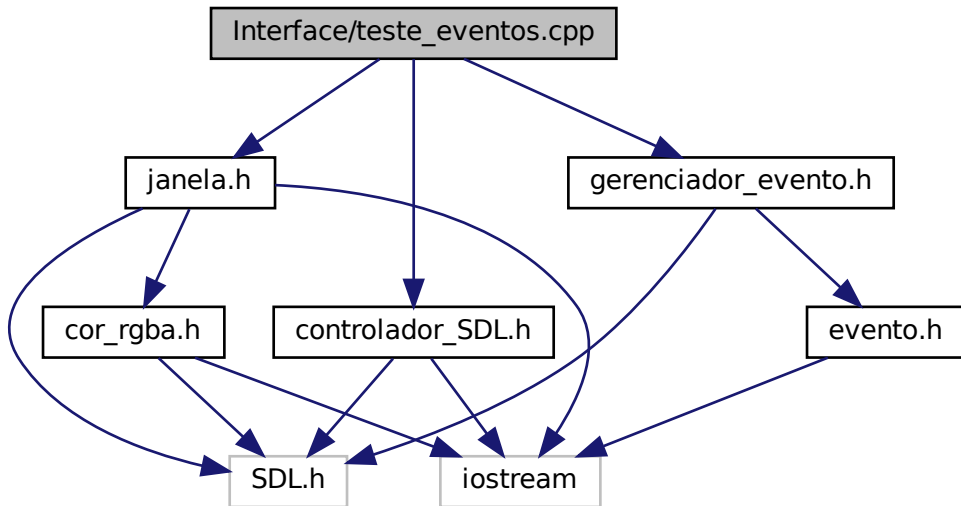 Interface/teste_eventos.cpp
janela.h
gerenciador_evento.h
cor_rgba.h
controlador_SDL.h
evento.h
SDL.h
iostream